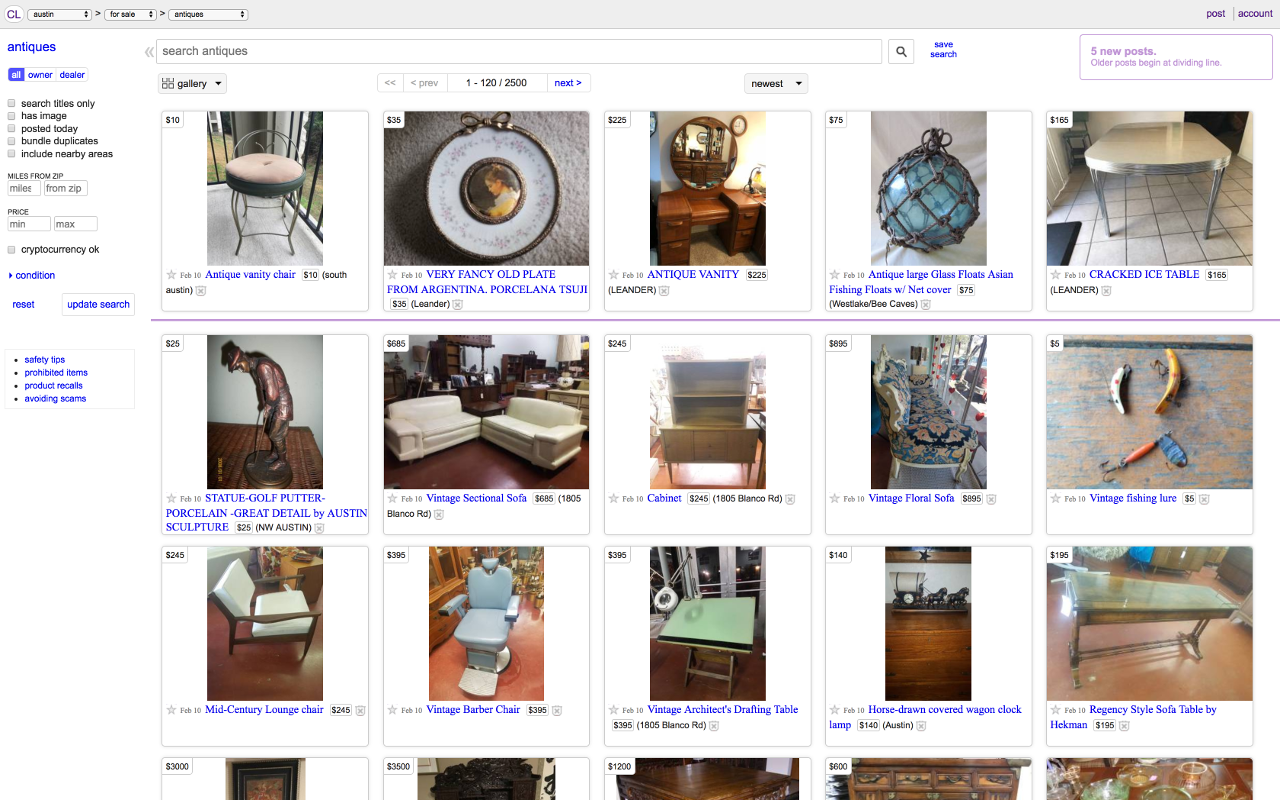 CL austin > for sale > antiques post account
antiques
all owner dealer
search titles only
has image
posted today
bundle duplicates
include nearby areas
MILES FROM ZIP
miles from zip
PRICE
min max
cryptocurrency ok
condition
reset update search
safety tips
prohibited items
product recalls
avoiding scams
« search antiques
save
search
5 new posts.
Older posts begin at dividing line.
gallery
<< < prev 1 - 120 / 2500 next >
newest
$10
Feb 10 Antique vanity chair $10 (south
austin)
$35
Feb 10 VERY FANCY OLD PLATE
FROM ARGENTINA. PORCELANA TSUJI
$35 (Leander)
$225
Feb 10 ANTIQUE VANITY $225
(LEANDER)
$75
Feb 10 Antique large Glass Floats Asian
Fishing Floats w/ Net cover $75
(Westlake/Bee Caves)
$165
Feb 10 CRACKED ICE TABLE $165
(LEANDER)
$25
Feb 10 STATUE-GOLF PUTTER-
PORCELAIN -GREAT DETAIL by AUSTIN
SCULPTURE $25 (NW AUSTIN)
$685
Feb 10 Vintage Sectional Sofa $685 (1805
Blanco Rd)
$245
Feb 10 Cabinet $245 (1805 Blanco Rd)
$895
Feb 10 Vintage Floral Sofa $895
$5
Feb 10 Vintage fishing lure $5
$245
Feb 10 Mid-Century Lounge chair $245
$395
Feb 10 Vintage Barber Chair $395
$395
Feb 10 Vintage Architect's Drafting Table
$395 (1805 Blanco Rd)
$140
Feb 10 Horse-drawn covered wagon clock
lamp $140 (Austin)
$195
Feb 10 Regency Style Sofa Table by
Hekman $195
$3000
$3500
$1200
$600